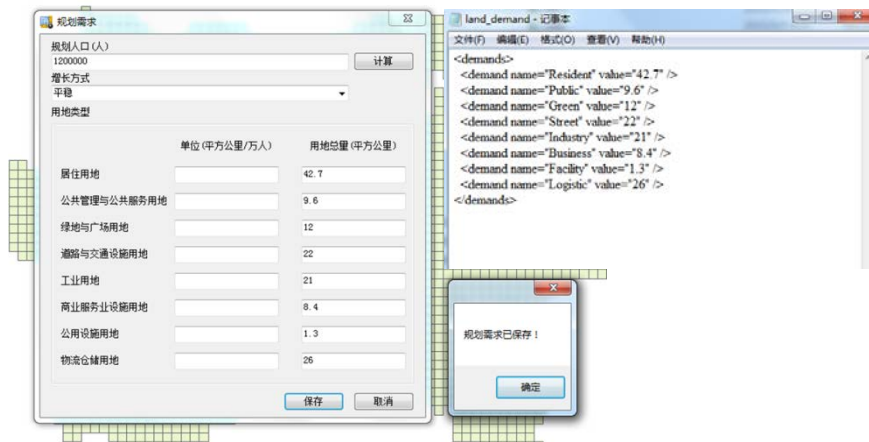 规划需求
规划人口(人)
1200000
计算
增长方式
平稳
用地类型
单位(平方公里/万人) 用地总量(平方公里)
居住用地 42.7
公共管理与公共服务用地 9.6
绿地与广场用地 12
道路与交通设施用地 22
工业用地 21
商业服务业设施用地 8.4
公用设施用地 1.3
物流仓储用地 26
保存 取消
land_demand - 记事本
文件(F) 编辑(E) 格式(O) 查看(V) 帮助(H)
<demands>
<demand name="Resident" value="42.7" />
<demand name="Public" value="9.6" />
<demand name="Green" value="12" />
<demand name="Street" value="22" />
<demand name="Industry" value="21" />
<demand name="Business" value="8.4" />
<demand name="Facility" value="1.3" />
<demand name="Logistic" value="26" />
</demands>
规划需求已保存！
确定